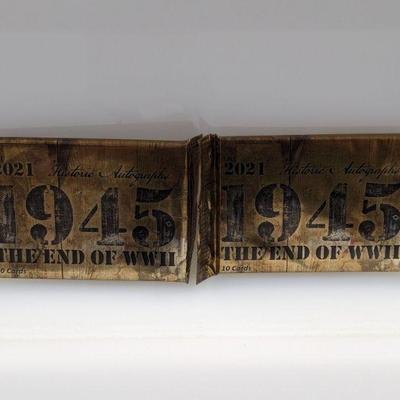 2021 Historic Autographs
1945
THE END OF WWII
0 Cards
2021 Historic Autographs
1945
THE END OF WWII
10 Cards